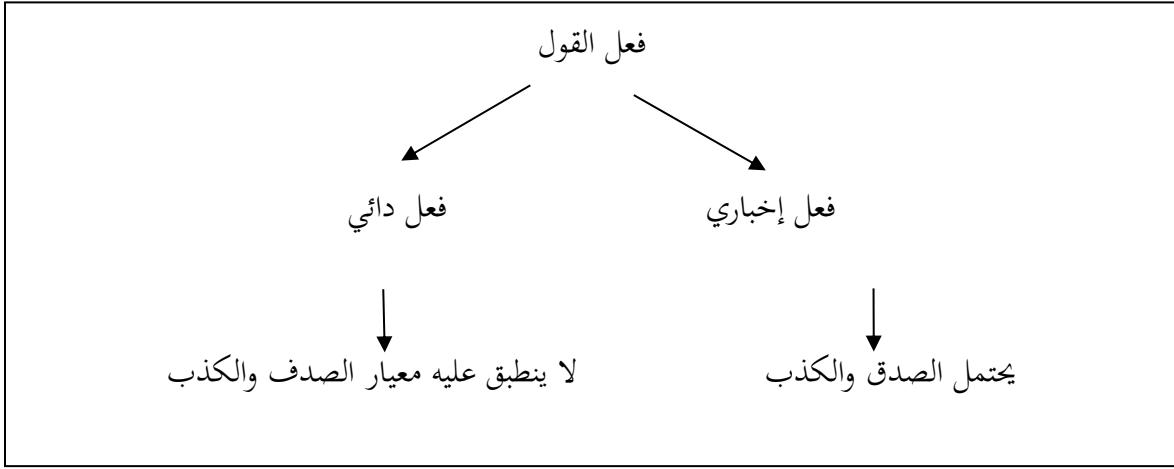 فعل القول
فعل إخباري
فعل دائي
يحتمل الصدق والكذب
لا ينطبق عليه معيار الصدف والكذب